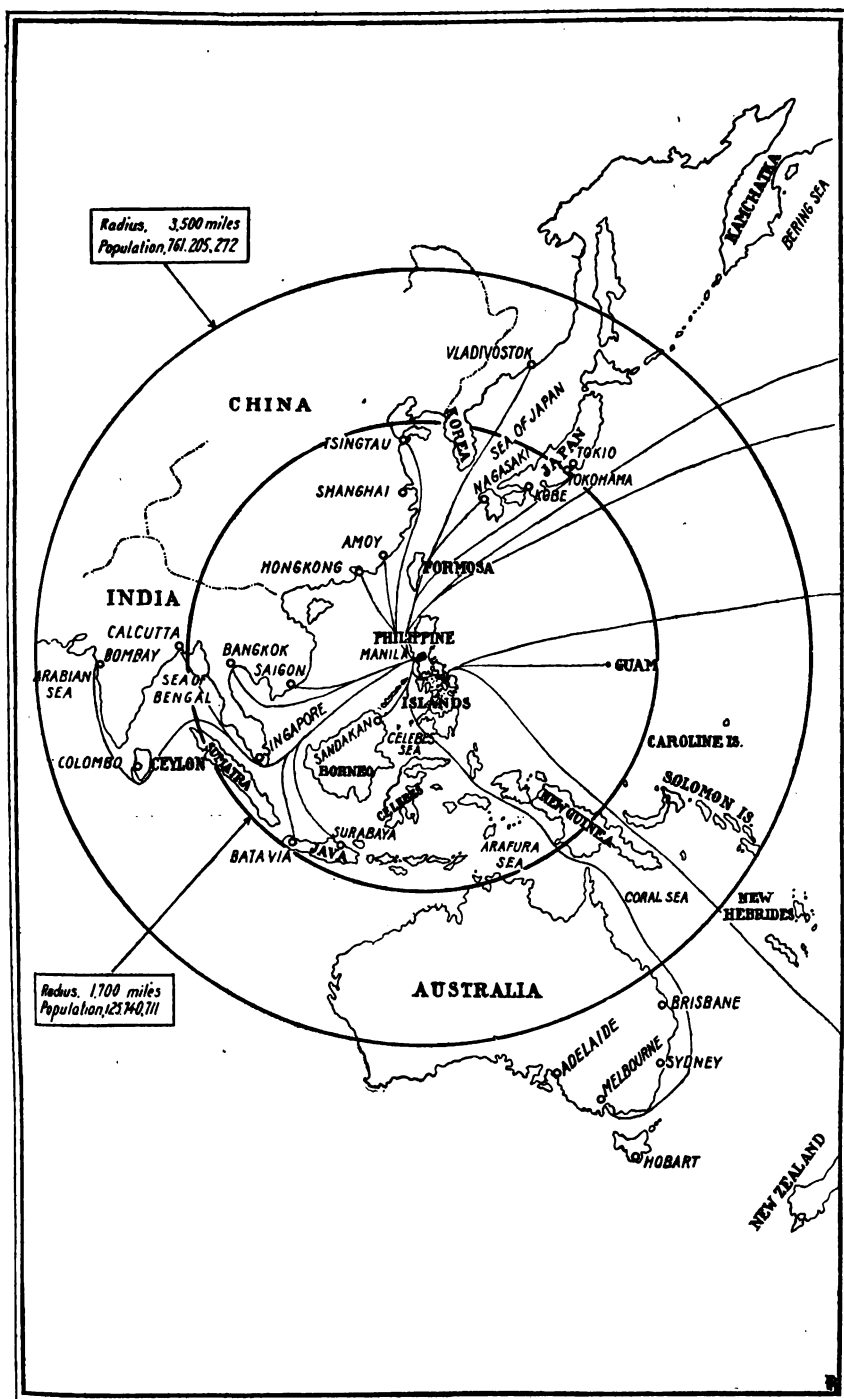 KAMCHATKA
BERING SEA
Radius, 3,500 miles
Population, 761.205,272
VLADIVOSTOK
CHINA
SEA OF JAPAN
KOREA
TSINGTAU
JAPAN
TOKIO
NAGASAKI
YOKOHAMA
KOBE
SHANGHAI
AMOY
HONGKONG
FORMOSA
INDIA
CALCUTTA
BOMBAY
BANGKOK
PHILIPPINE
MANILA
SAIGON
GUAM
ARABIAN
SEA
SEA OF
BENGAL
ISLANDS
SINGAPORE
SANDAKAN
CELEBES
SEA
CAROLINE IS.
COLOMBO
CEYLON
SUMATRA
BORNEO
CELEBES
SOLOMON IS.
NEW GUINEA
SURABAYA
BATAVIA
JAVA
ARAFURA
SEA
CORAL SEA
NEW
HEBRIDES
Radius, 1,700 miles
Population, 125.740,711
AUSTRALIA
BRISBANE
ADELAIDE
MELBOURNE
SYDNEY
HOBART
NEW ZEALAND